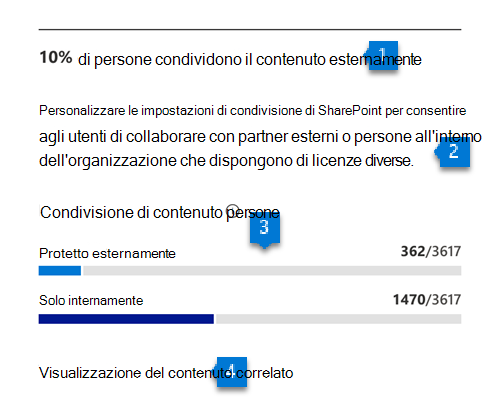 10% di persone condividono il contenuto esternamente
1
Personalizzare le impostazioni di condivisione di SharePoint per consentire
agli utenti di collaborare con partner esterni o persone all'interno
dell'organizzazione che dispongono di licenze diverse.
2
Condivisione di contenuto persone
3
Protetto esternamente 362/3617
Solo internamente 1470/3617
Visualizzazione del contenuto correlato
4